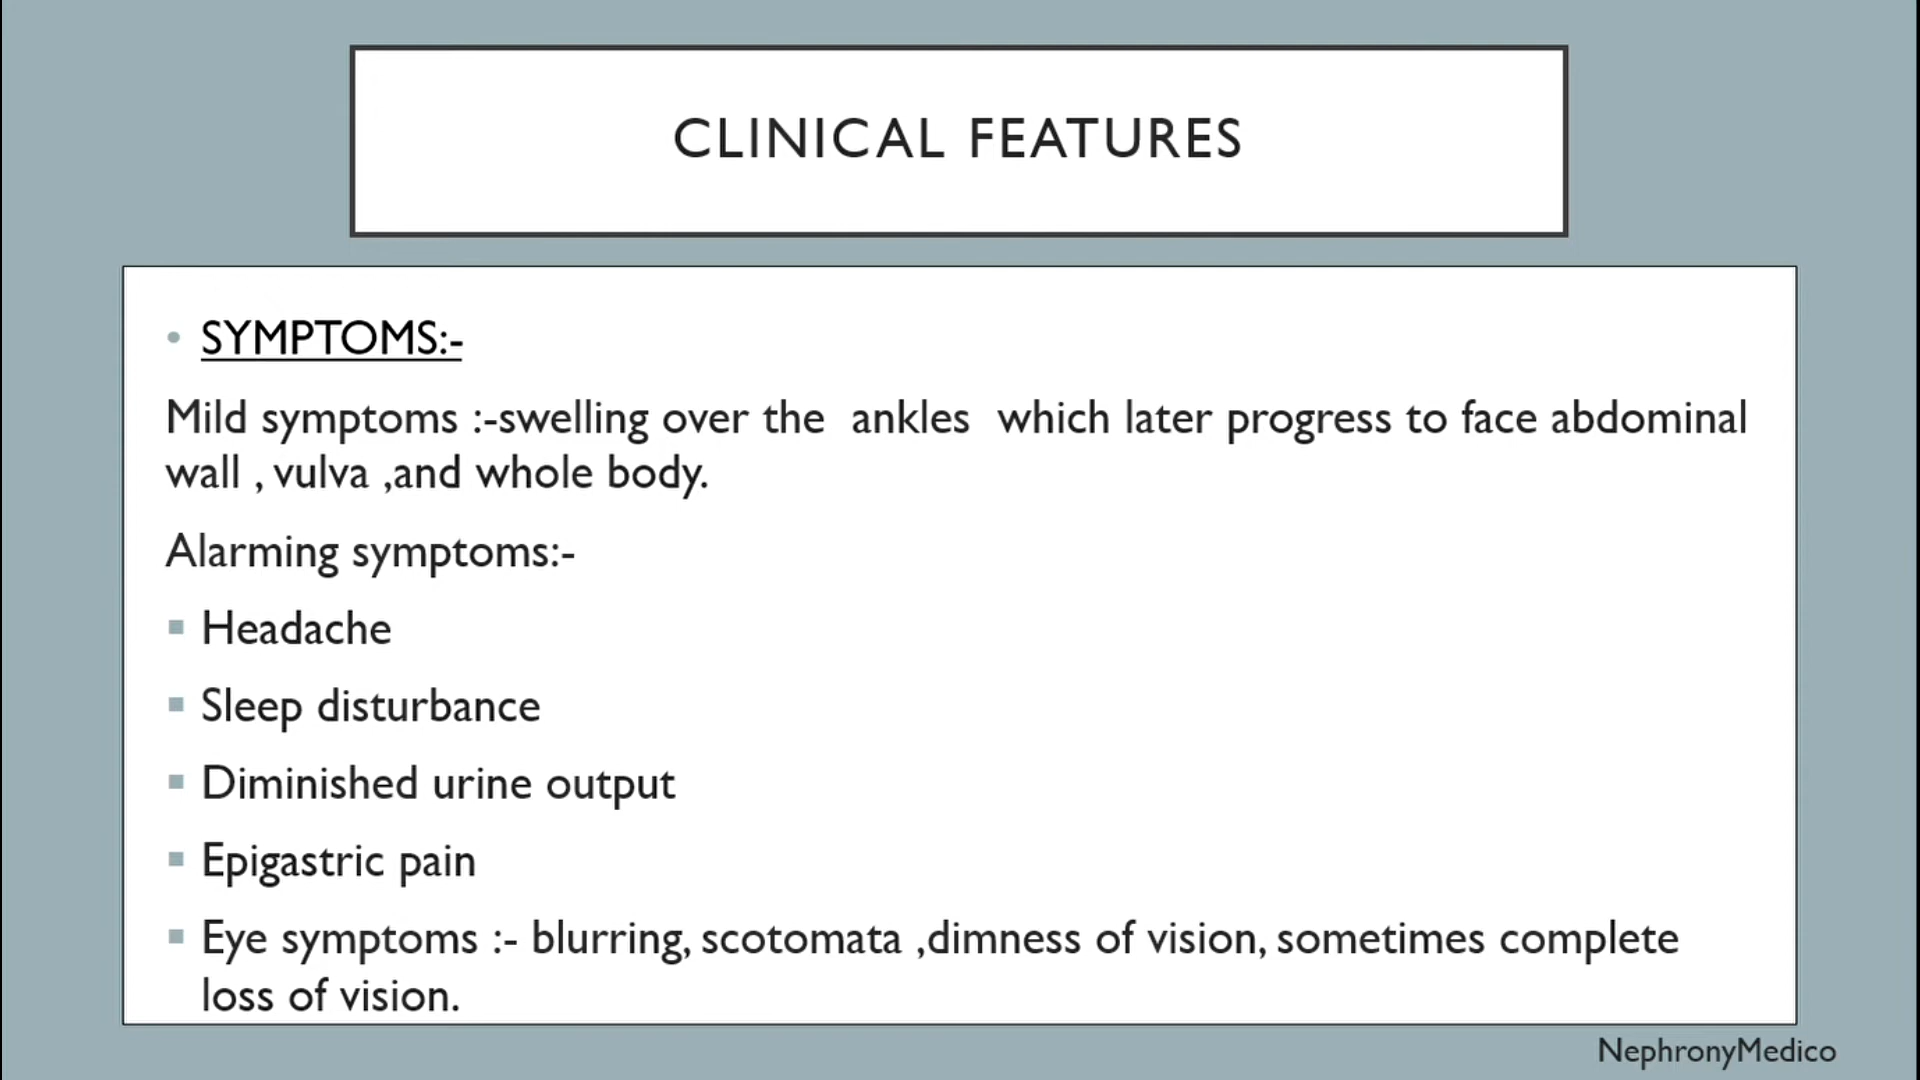 CLINICAL FEATURES
• SYMPTOMS:-
Mild symptoms :-swelling over the ankles which later progress to face abdominal
wall , vulva ,and whole body.
Alarming symptoms:-
▪ Headache
▪ Sleep disturbance
▪ Diminished urine output
▪ Epigastric pain
▪ Eye symptoms :- blurring, scotomata ,dimness of vision, sometimes complete
loss of vision.
NephronyMedico